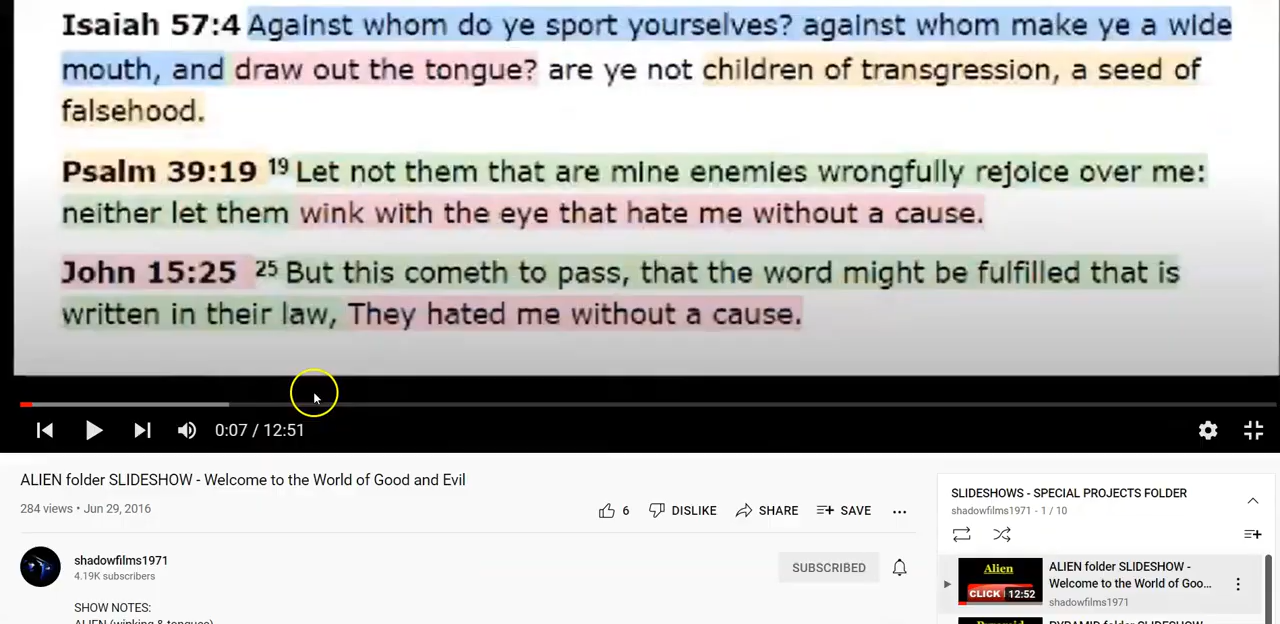 Isaiah 57:4 Against whom do ye sport yourselves? against whom make ye a wide
mouth, and draw out the tongue? are ye not children of transgression, a seed of
falsehood.
Psalm 39:19 19 Let not them that are mine enemies wrongfully rejoice over me:
neither let them wink with the eye that hate me without a cause.
John 15:25 25 But this cometh to pass, that the word might be fulfilled that is
written in their law, They hated me without a cause.
0:07 / 12:51
ALIEN folder SLIDESHOW - Welcome to the World of Good and Evil
284 views • Jun 29, 2016
6 DISLIKE SHARE SAVE
shadowfilms1971
4.19K subscribers
SUBSCRIBED
SHOW NOTES:
ALIEN (winking & tongues)
SLIDESHOWS - SPECIAL PROJECTS FOLDER
shadowfilms1971 - 1 / 10
Alien
CLICK
12:52
ALIEN folder SLIDESHOW -
Welcome to the World of Goo...
shadowfilms1971
PYRAMID folder SLIDESHOW